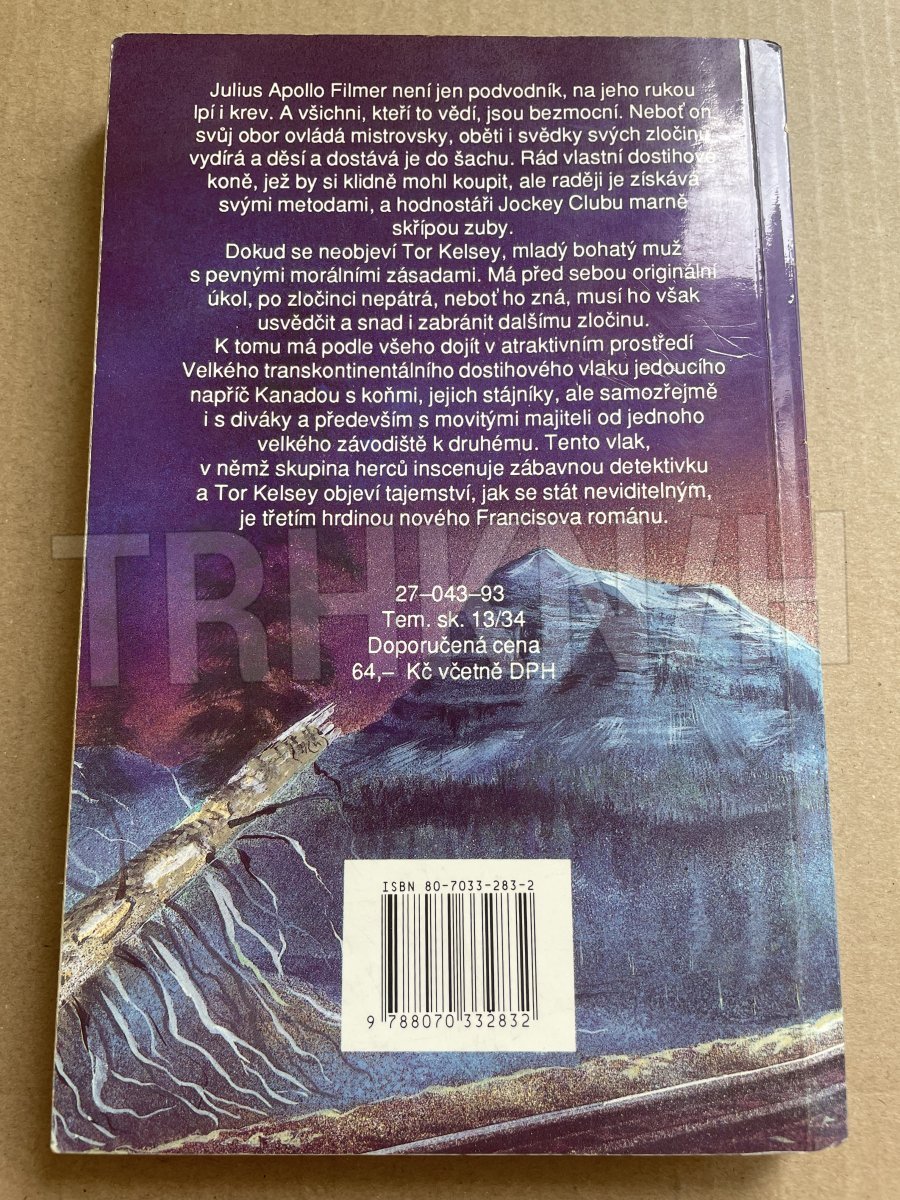 Julius Apollo Filmer není jen podvodník, na jeho rukou
lpí i krev. A všichni, kteří to vědí, jsou bezmocní. Neboť on
svůj obor ovládá mistrovsky, oběti i svědky svých zločinů
vydírá a děsí a dostává je do šachu. Rád vlastní dostihové
koně, jež by si klidně mohl koupit, ale raději je získává
svými metodami, a hodnostáři Jockey Clubu marně
skřípou zuby.
Dokud se neobjeví Tor Kelsey, mladý bohatý muž
s pevnými morálními zásadami. Má před sebou originální
úkol, po zločinci nepátrá, neboť ho zná, musí ho však
usvědčit a snad i zabránit dalšímu zločinu.
K tomu má podle všeho dojít v atraktivním prostředí
Velkého transkontinentálního dostihového vlaku jedoucího
napříč Kanadou s koňmi, jejich stájníky, ale samozřejmě
i s diváky a především s movitými majiteli od jednoho
velkého závodiště k druhému. Tento vlak,
v němž skupina herců inscenuje zábavnou detektivku
a Tor Kelsey objeví tajemství, jak se stát neviditelným,
je třetím hrdinou nového Francisova románu.
TRHKNIH
27–043–93
Tem. sk. 13/34
Doporučená cena
64,– Kč včetně DPH
ISBN 80-7033-283-2
9 788070 332832